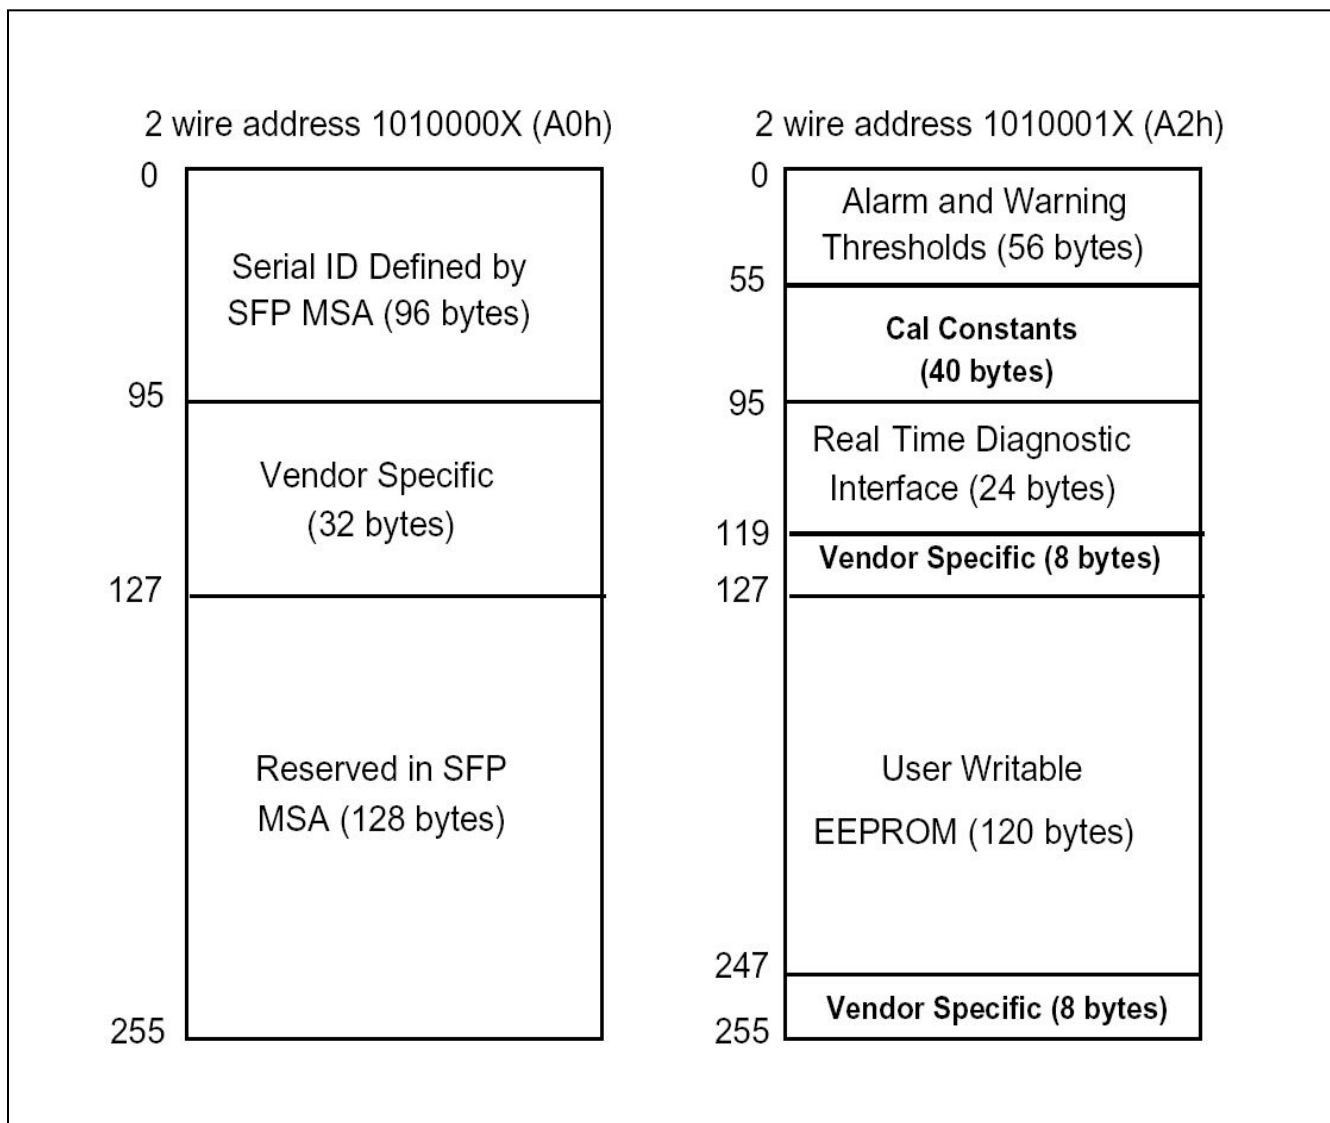 2 wire address 1010000X (A0h)
0
Serial ID Defined by
SFP MSA (96 bytes)
95
Vendor Specific
(32 bytes)
127
Reserved in SFP
MSA (128 bytes)
255
2 wire address 1010001X (A2h)
0
Alarm and Warning
Thresholds (56 bytes)
55
Cal Constants
(40 bytes)
95
Real Time Diagnostic
Interface (24 bytes)
119
Vendor Specific (8 bytes)
127
User Writable
EEPROM (120 bytes)
247
Vendor Specific (8 bytes)
255